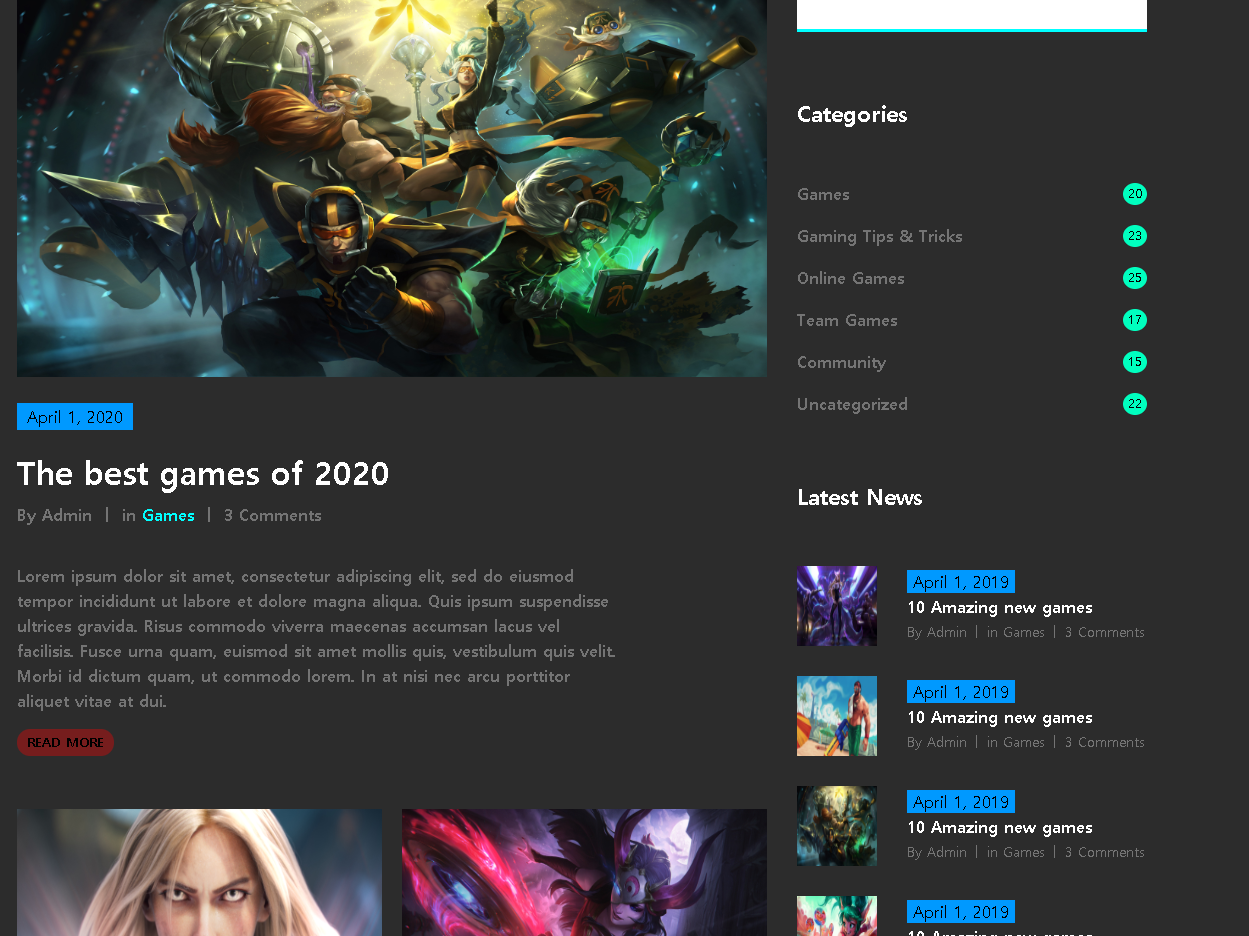 April 1, 2020
The best games of 2020
By Admin | in Games | 3 Comments
Lorem ipsum dolor sit amet, consectetur adipiscing elit, sed do eiusmod
tempor incididunt ut labore et dolore magna aliqua. Quis ipsum suspendisse
ultrices gravida. Risus commodo viverra maecenas accumsan lacus vel
facilisis. Fusce urna quam, euismod sit amet mollis quis, vestibulum quis velit.
Morbi id dictum quam, ut commodo lorem. In at nisi nec arcu porttitor
aliquet vitae at dui.
READ MORE
Categories
Games 20
Gaming Tips & Tricks 23
Online Games 25
Team Games 17
Community 15
Uncategorized 22
Latest News
April 1, 2019
10 Amazing new games
By Admin | in Games | 3 Comments
April 1, 2019
10 Amazing new games
By Admin | in Games | 3 Comments
April 1, 2019
10 Amazing new games
By Admin | in Games | 3 Comments
April 1, 2019
10 Amazing new games